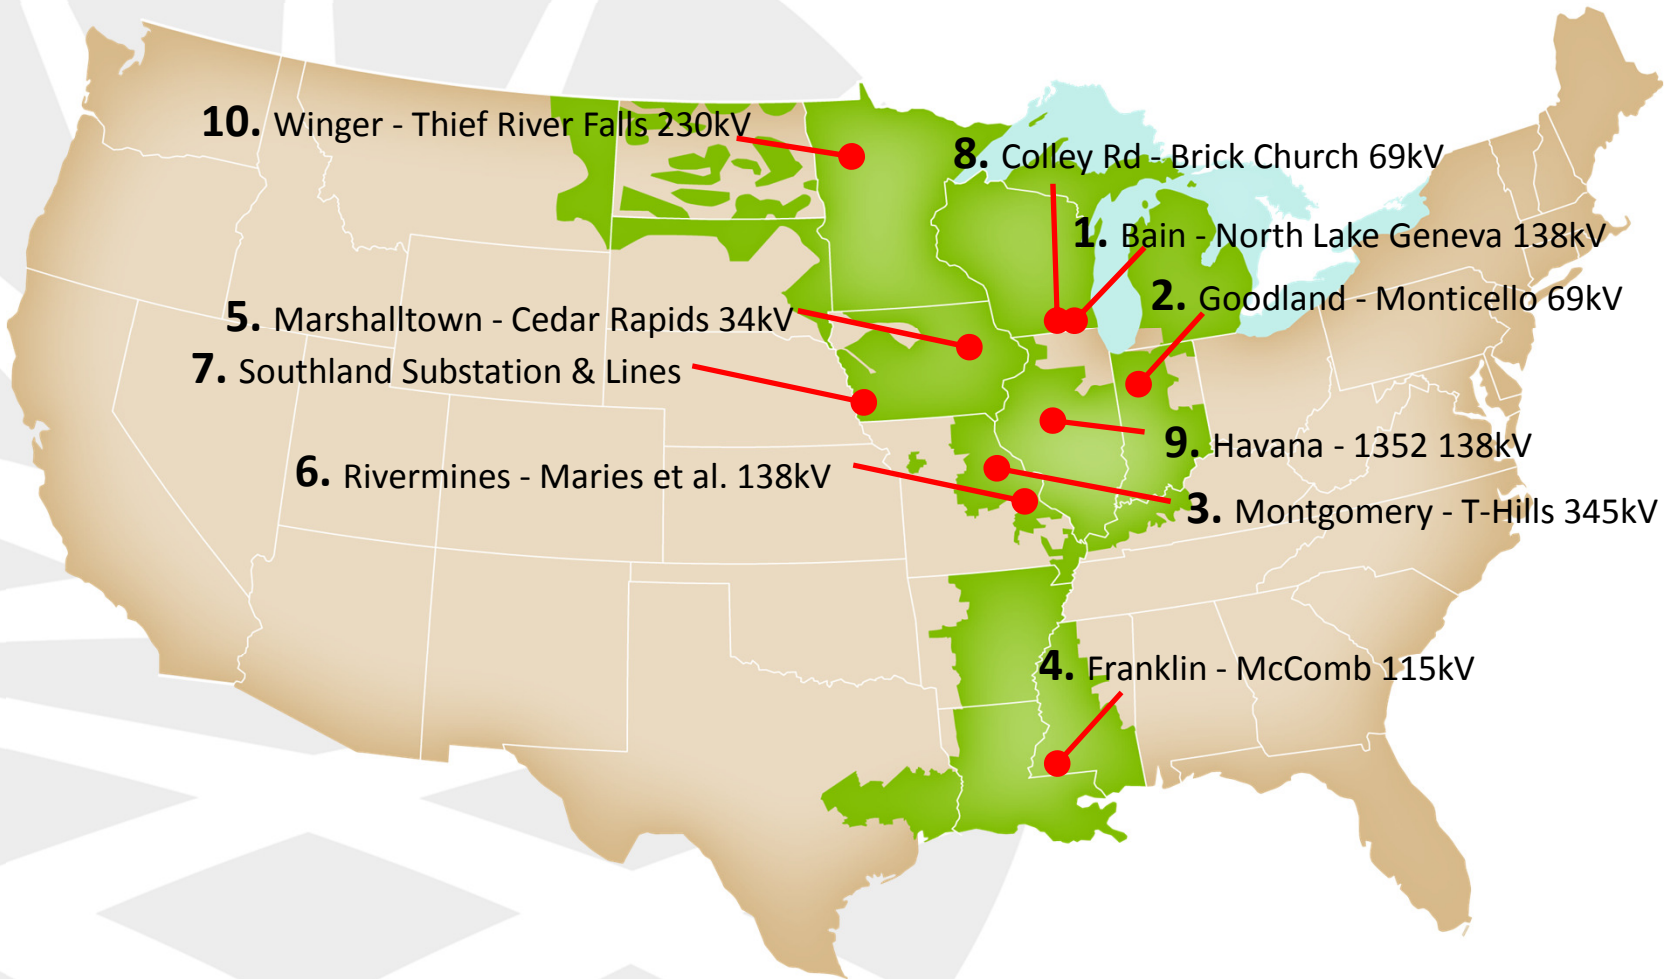 10. Winger - Thief River Falls 230kV
8. Colley Rd - Brick Church 69kV
1. Bain - North Lake Geneva 138kV
2. Goodland - Monticello 69kV
5. Marshalltown - Cedar Rapids 34kV
7. Southland Substation & Lines
9. Havana - 1352 138kV
6. Rivermines - Maries et al. 138kV
3. Montgomery - T-Hills 345kV
4. Franklin - McComb 115kV